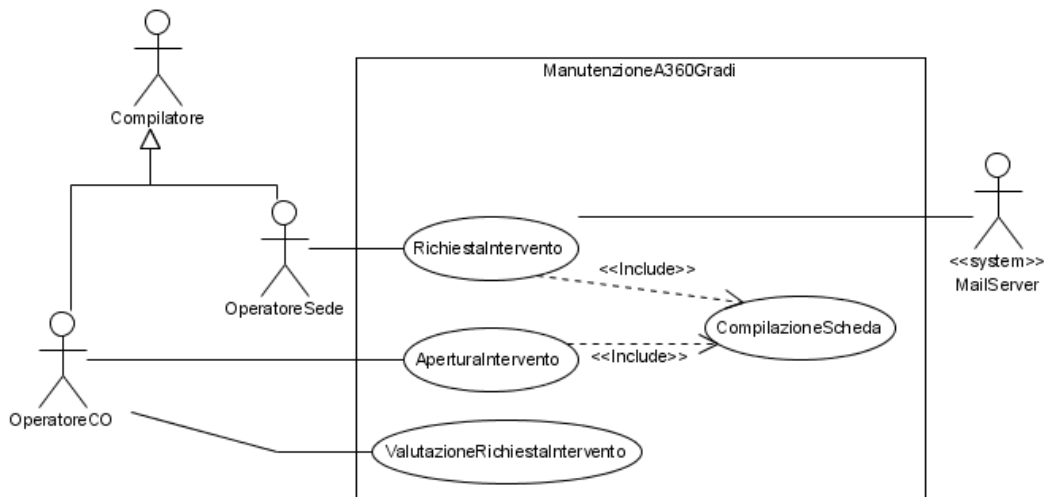 ManutenzioneA360Gradi
Compilatore
RichiestaIntervento
<<Include>>
<<system>>
MailServer
OperatoreSede
CompilazioneScheda
AperturaIntervento
<<Include>>
OperatoreCO
ValutazioneRichiestaIntervento